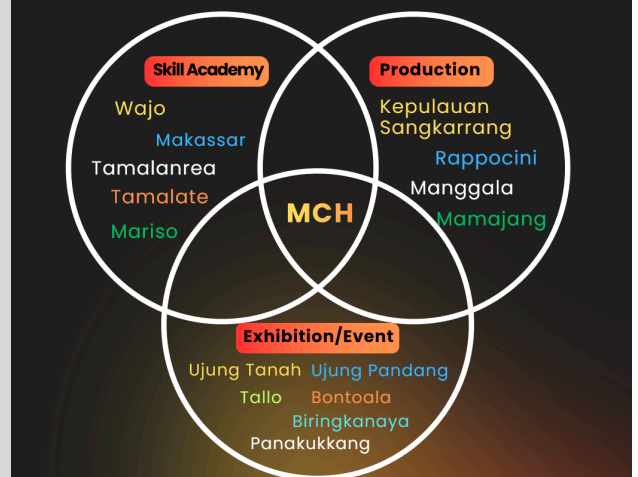 Skill Academy
Wajo
Makassar
Tamalanrea
Tamalate
Mariso
Production
Kepulauan
Sangkarrang
Rappocini
Manggala
Mamajang
MCH
Exhibition/Event
Ujung Tanah Ujung Pandang
Tallo Bontoala
Biringkanaya
Panakukkang